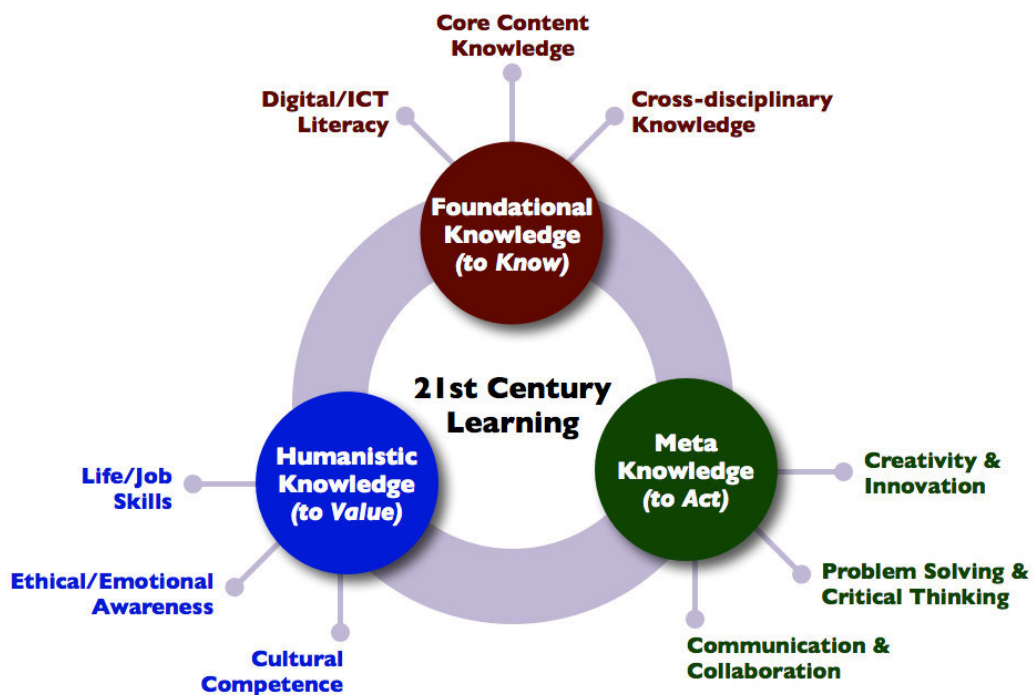 Core Content
Knowledge
Digital/ICT
Literacy
Cross-disciplinary
Knowledge
Foundational
Knowledge
(to Know)
21st Century
Learning
Humanistic
Knowledge
(to Value)
Meta
Knowledge
(to Act)
Life/Job
Skills
Ethical/Emotional
Awareness
Cultural
Competence
Creativity &
Innovation
Problem Solving &
Critical Thinking
Communication &
Collaboration